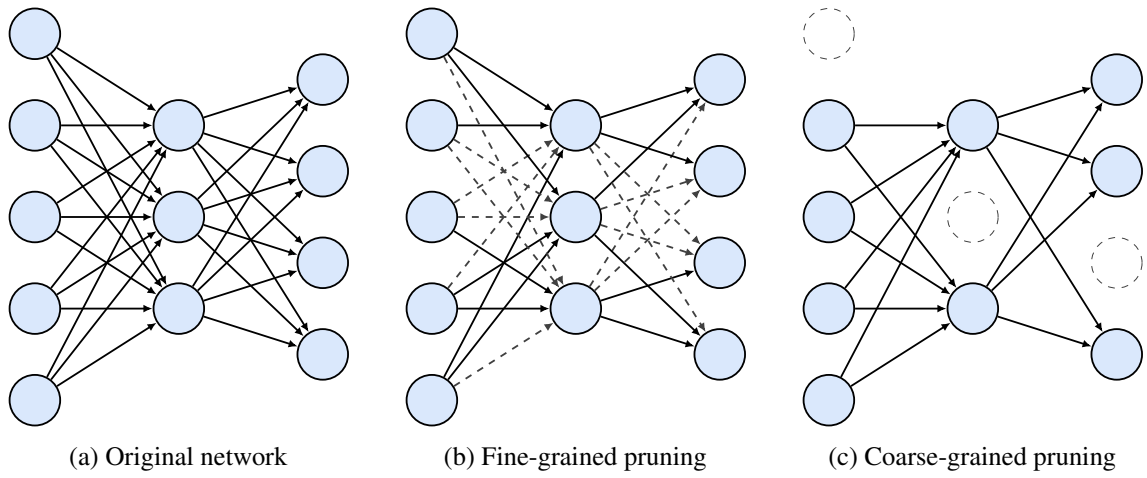 (a) Original network
(b) Fine-grained pruning
(c) Coarse-grained pruning